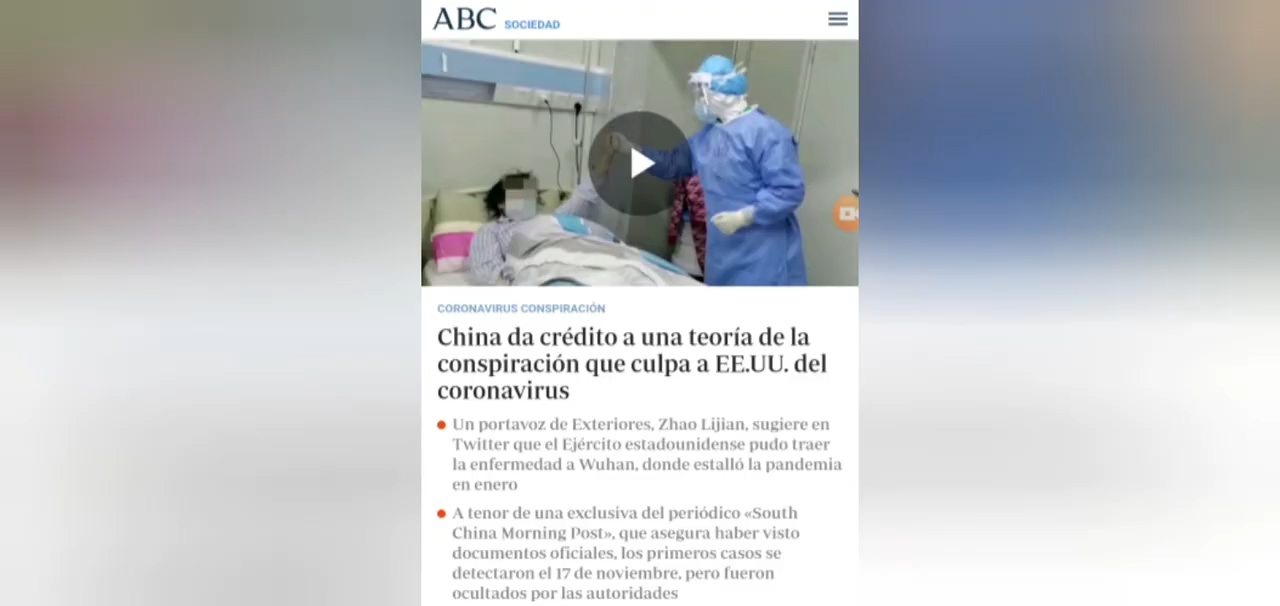 ABC SOCIEDAD
CORONAVIRUS CONSPIRACIÓN
China da crédito a una teoría de la
conspiración que culpa a EE.UU. del
coronavirus
Un portavoz de Exteriores, Zhao Lijian, sugiere en
Twitter que el Ejército estadounidense pudo traer
la enfermedad a Wuhan, donde estalló la pandemia
en enero
A tenor de una exclusiva del periódico «South
China Morning Post», que asegura haber visto
documentos oficiales, los primeros casos se
detectaron el 17 de noviembre, pero fueron
ocultados por las autoridades